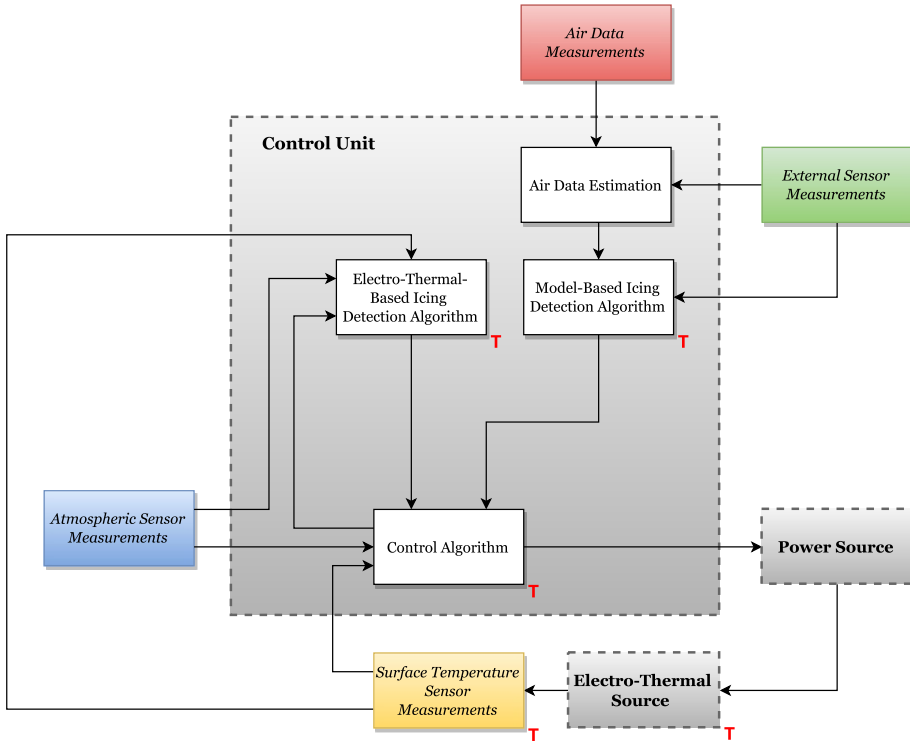 Air Data
Measurements
Control Unit
Air Data Estimation
External Sensor
Measurements
Electro-Thermal-
Based Icing
Detection Algorithm
T
Model-Based Icing
Detection Algorithm
T
Atmospheric Sensor
Measurements
Control Algorithm
T
Power Source
Surface Temperature
Sensor
Measurements
T
Electro-Thermal
Source
T